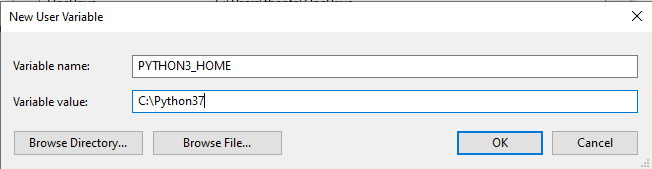 New User Variable
Variable name: PYTHON3_HOME
Variable value: C:\Python37
Browse Directory... Browse File... OK Cancel